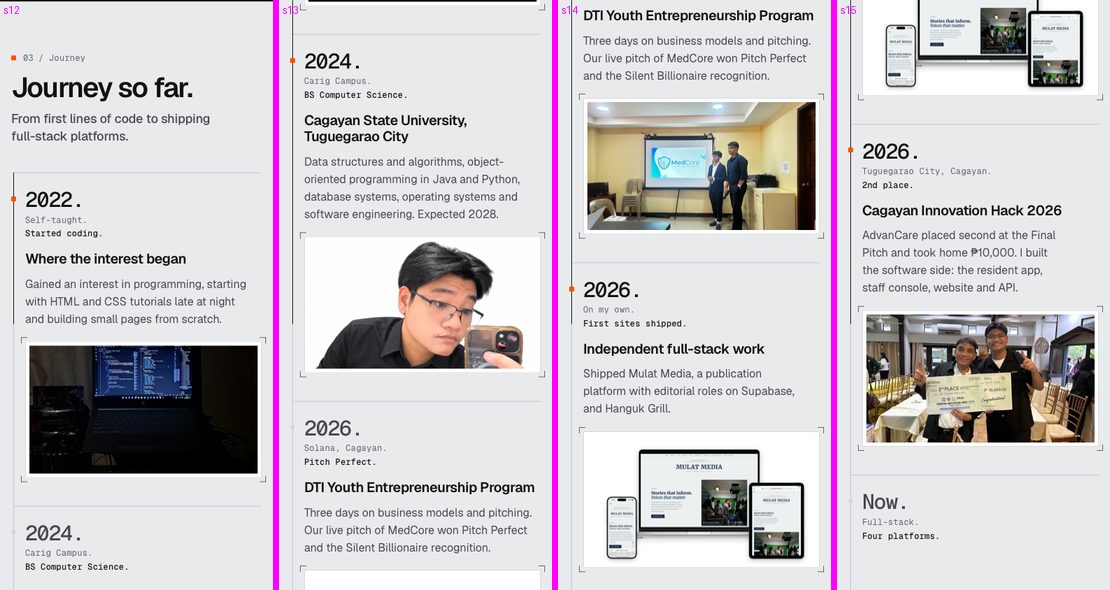 s12
03 / Journey
Journey so far.
From first lines of code to shipping
full-stack platforms.
2022.
Self-taught.
Started coding.
Where the interest began
Gained an interest in programming, starting
with HTML and CSS tutorials late at night
and building small pages from scratch.
2024.
Carig Campus.
BS Computer Science.
s13
2024.
Carig Campus.
BS Computer Science.
Cagayan State University,
Tuguegarao City
Data structures and algorithms, object-
oriented programming in Java and Python,
database systems, operating systems and
software engineering. Expected 2028.
2026.
Solana, Cagayan.
Pitch Perfect.
DTI Youth Entrepreneurship Program
Three days on business models and pitching.
Our live pitch of MedCore won Pitch Perfect
and the Silent Billionaire recognition.
s14
DTI Youth Entrepreneurship Program
Three days on business models and pitching.
Our live pitch of MedCore won Pitch Perfect
and the Silent Billionaire recognition.
MedCore
2026.
On my own.
First sites shipped.
Independent full-stack work
Shipped Mulat Media, a publication
platform with editorial roles on Supabase,
and Hanguk Grill.
MULAT MEDIA
Stories that inform.
Voices that matter.
MULAT MEDIA
s15
Stories that inform.
Voices that matter.
MULAT MEDIA
2026.
Tuguegarao City, Cagayan.
2nd place.
Cagayan Innovation Hack 2026
AdvanCare placed second at the Final
Pitch and took home ₱10,000. I built
the software side: the resident app,
staff console, website and API.
2nd PLACE
Congratulations!
Now.
Full-stack.
Four platforms.